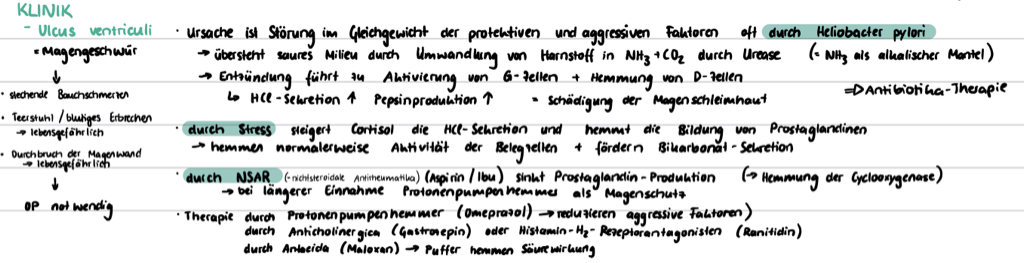 KLINIK
- Ulcus ventriculi
= Magengeschwür
↓
· stechende Bauchschmerzen
· Teerstuhl / blutiges Erbrechen
→ lebensgefährlich
· Durchbruch der Magenwand
→ lebensgefährlich
↓
OP notwendig
· Ursache ist Störung im Gleichgewicht der protektiven und aggressiven Faktoren oft durch Heliobacter pylori
→ übersteht saures Milieu durch Umwandlung von Harnstoff in NH3 + CO2 durch Urease (= NH3 als alkalischer Mantel)
→ Entzündung führt zu Aktivierung von G-Zellen + Hemmung von D-Zellen
↳ HCl-Sekretion ↑ Pepsinproduktion ↑ = Schädigung der Magenschleimhaut
⇒ Antibiotika-Therapie
· durch Stress steigert Cortisol die HCl-Sekretion und hemmt die Bildung von Prostaglandinen
→ hemmen normalerweise Aktivität der Belegzellen + fördern Bikarbonat-Sekretion
· durch NSAR (=nichtsteroidale Antirheumatika) (Aspirin / Ibu) sinkt Prostaglandin-Produktion (→ Hemmung der Cyclooxygenase)
→ bei längerer Einnahme Protonenpumpenhemmer als Magenschutz
· Therapie durch Protonenpumpenhemmer (Omeprazol) → reduzieren aggressive Faktoren)
durch Anticholinergica (Gastrozepin) oder Histamin-H2-Rezeptorantagonisten (Ranitidin)
durch Antacida (Maloxan) → Puffer hemmen Säurewirkung